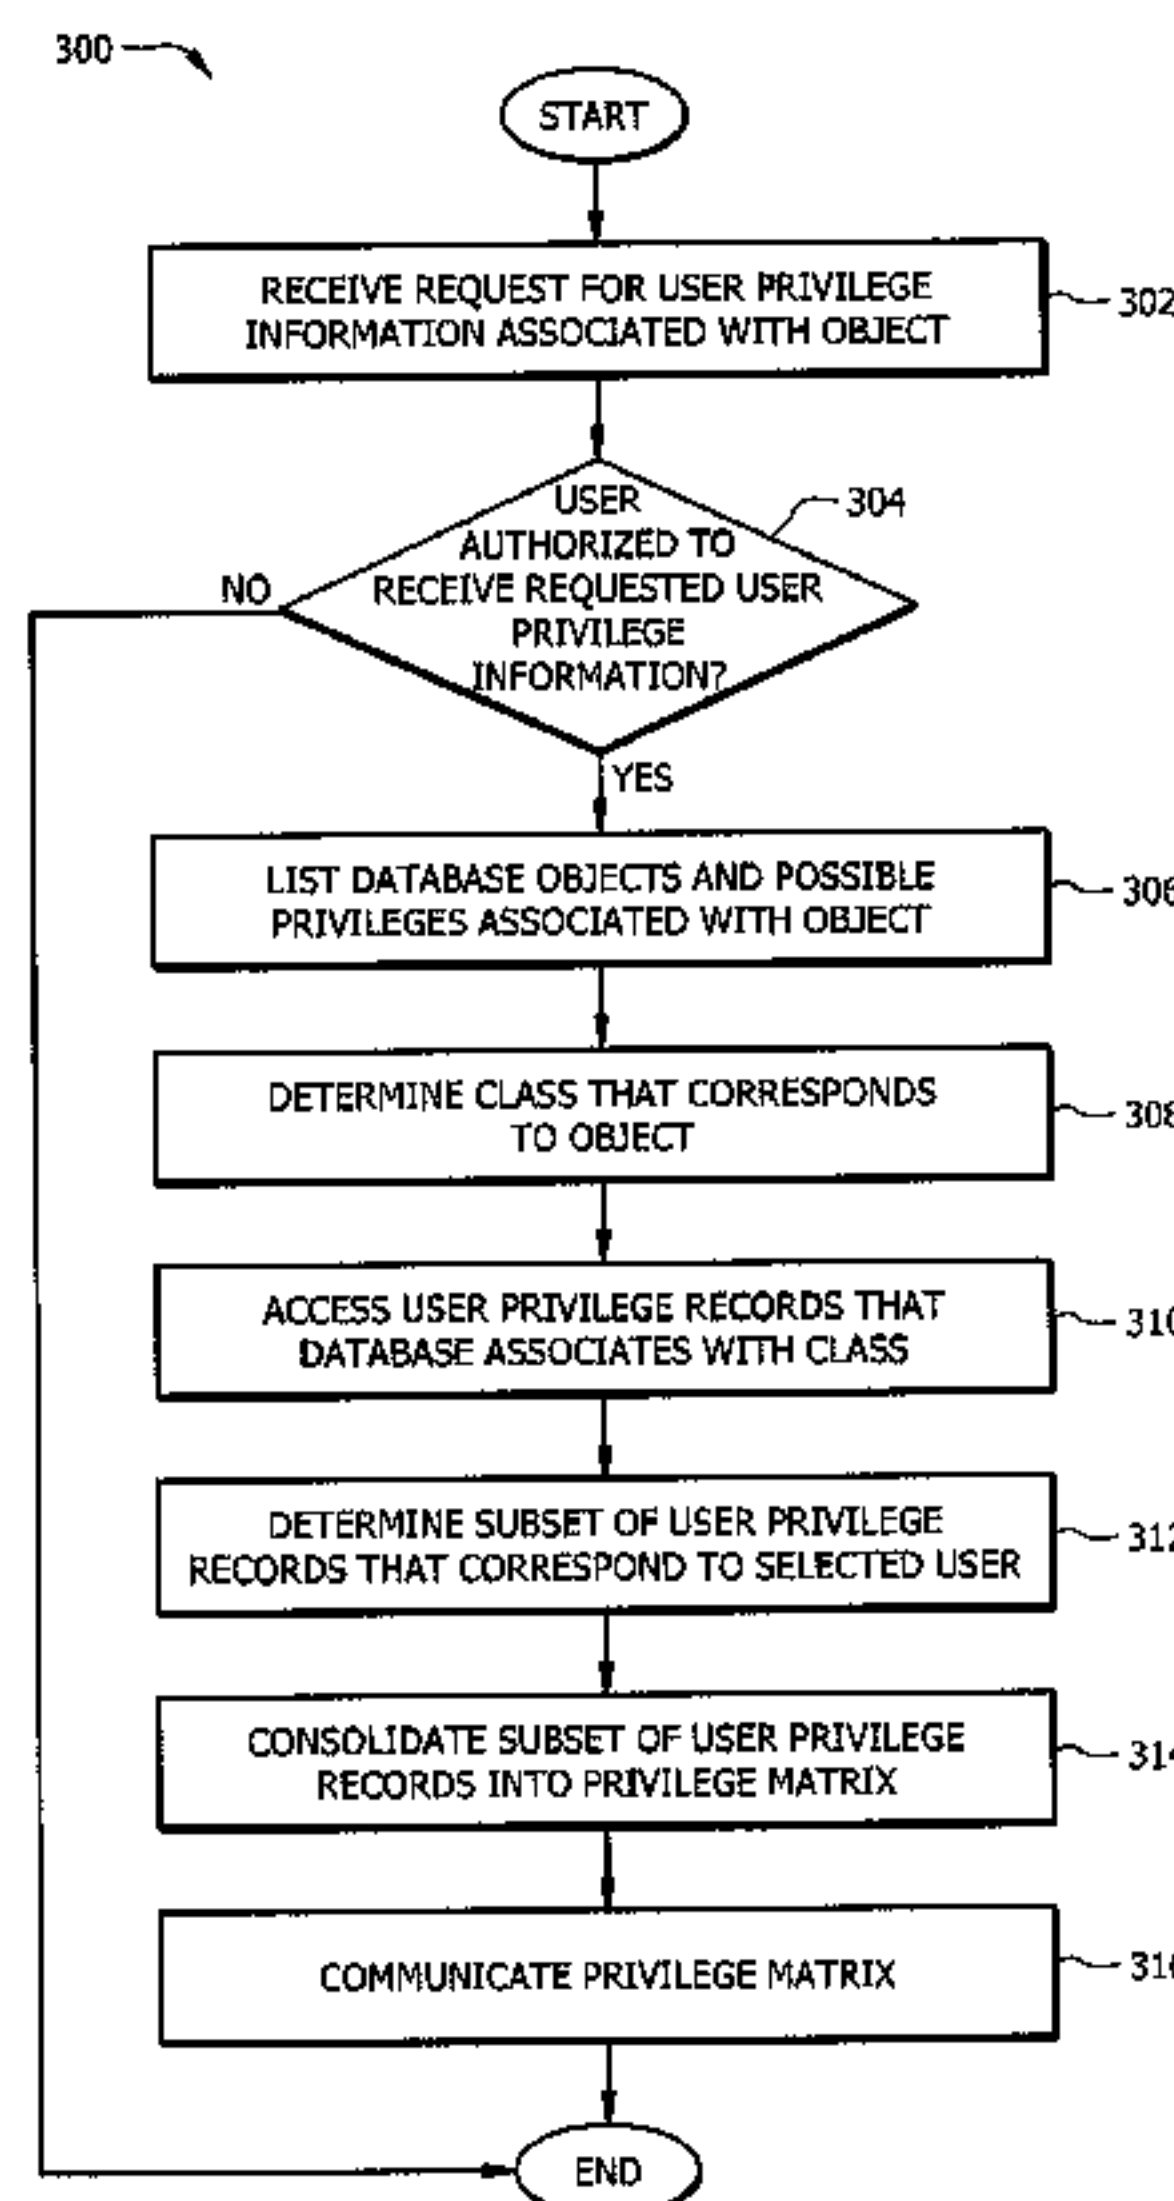 300
START
RECEIVE REQUEST FOR USER PRIVILEGE
INFORMATION ASSOCIATED WITH OBJECT
302
USER
AUTHORIZED TO
RECEIVE REQUESTED USER
PRIVILEGE
INFORMATION?
304
NO
YES
LIST DATABASE OBJECTS AND POSSIBLE
PRIVILEGES ASSOCIATED WITH OBJECT
306
DETERMINE CLASS THAT CORRESPONDS
TO OBJECT
308
ACCESS USER PRIVILEGE RECORDS THAT
DATABASE ASSOCIATES WITH CLASS
310
DETERMINE SUBSET OF USER PRIVILEGE
RECORDS THAT CORRESPOND TO SELECTED USER
312
CONSOLIDATE SUBSET OF USER PRIVILEGE
RECORDS INTO PRIVILEGE MATRIX
314
COMMUNICATE PRIVILEGE MATRIX
316
END